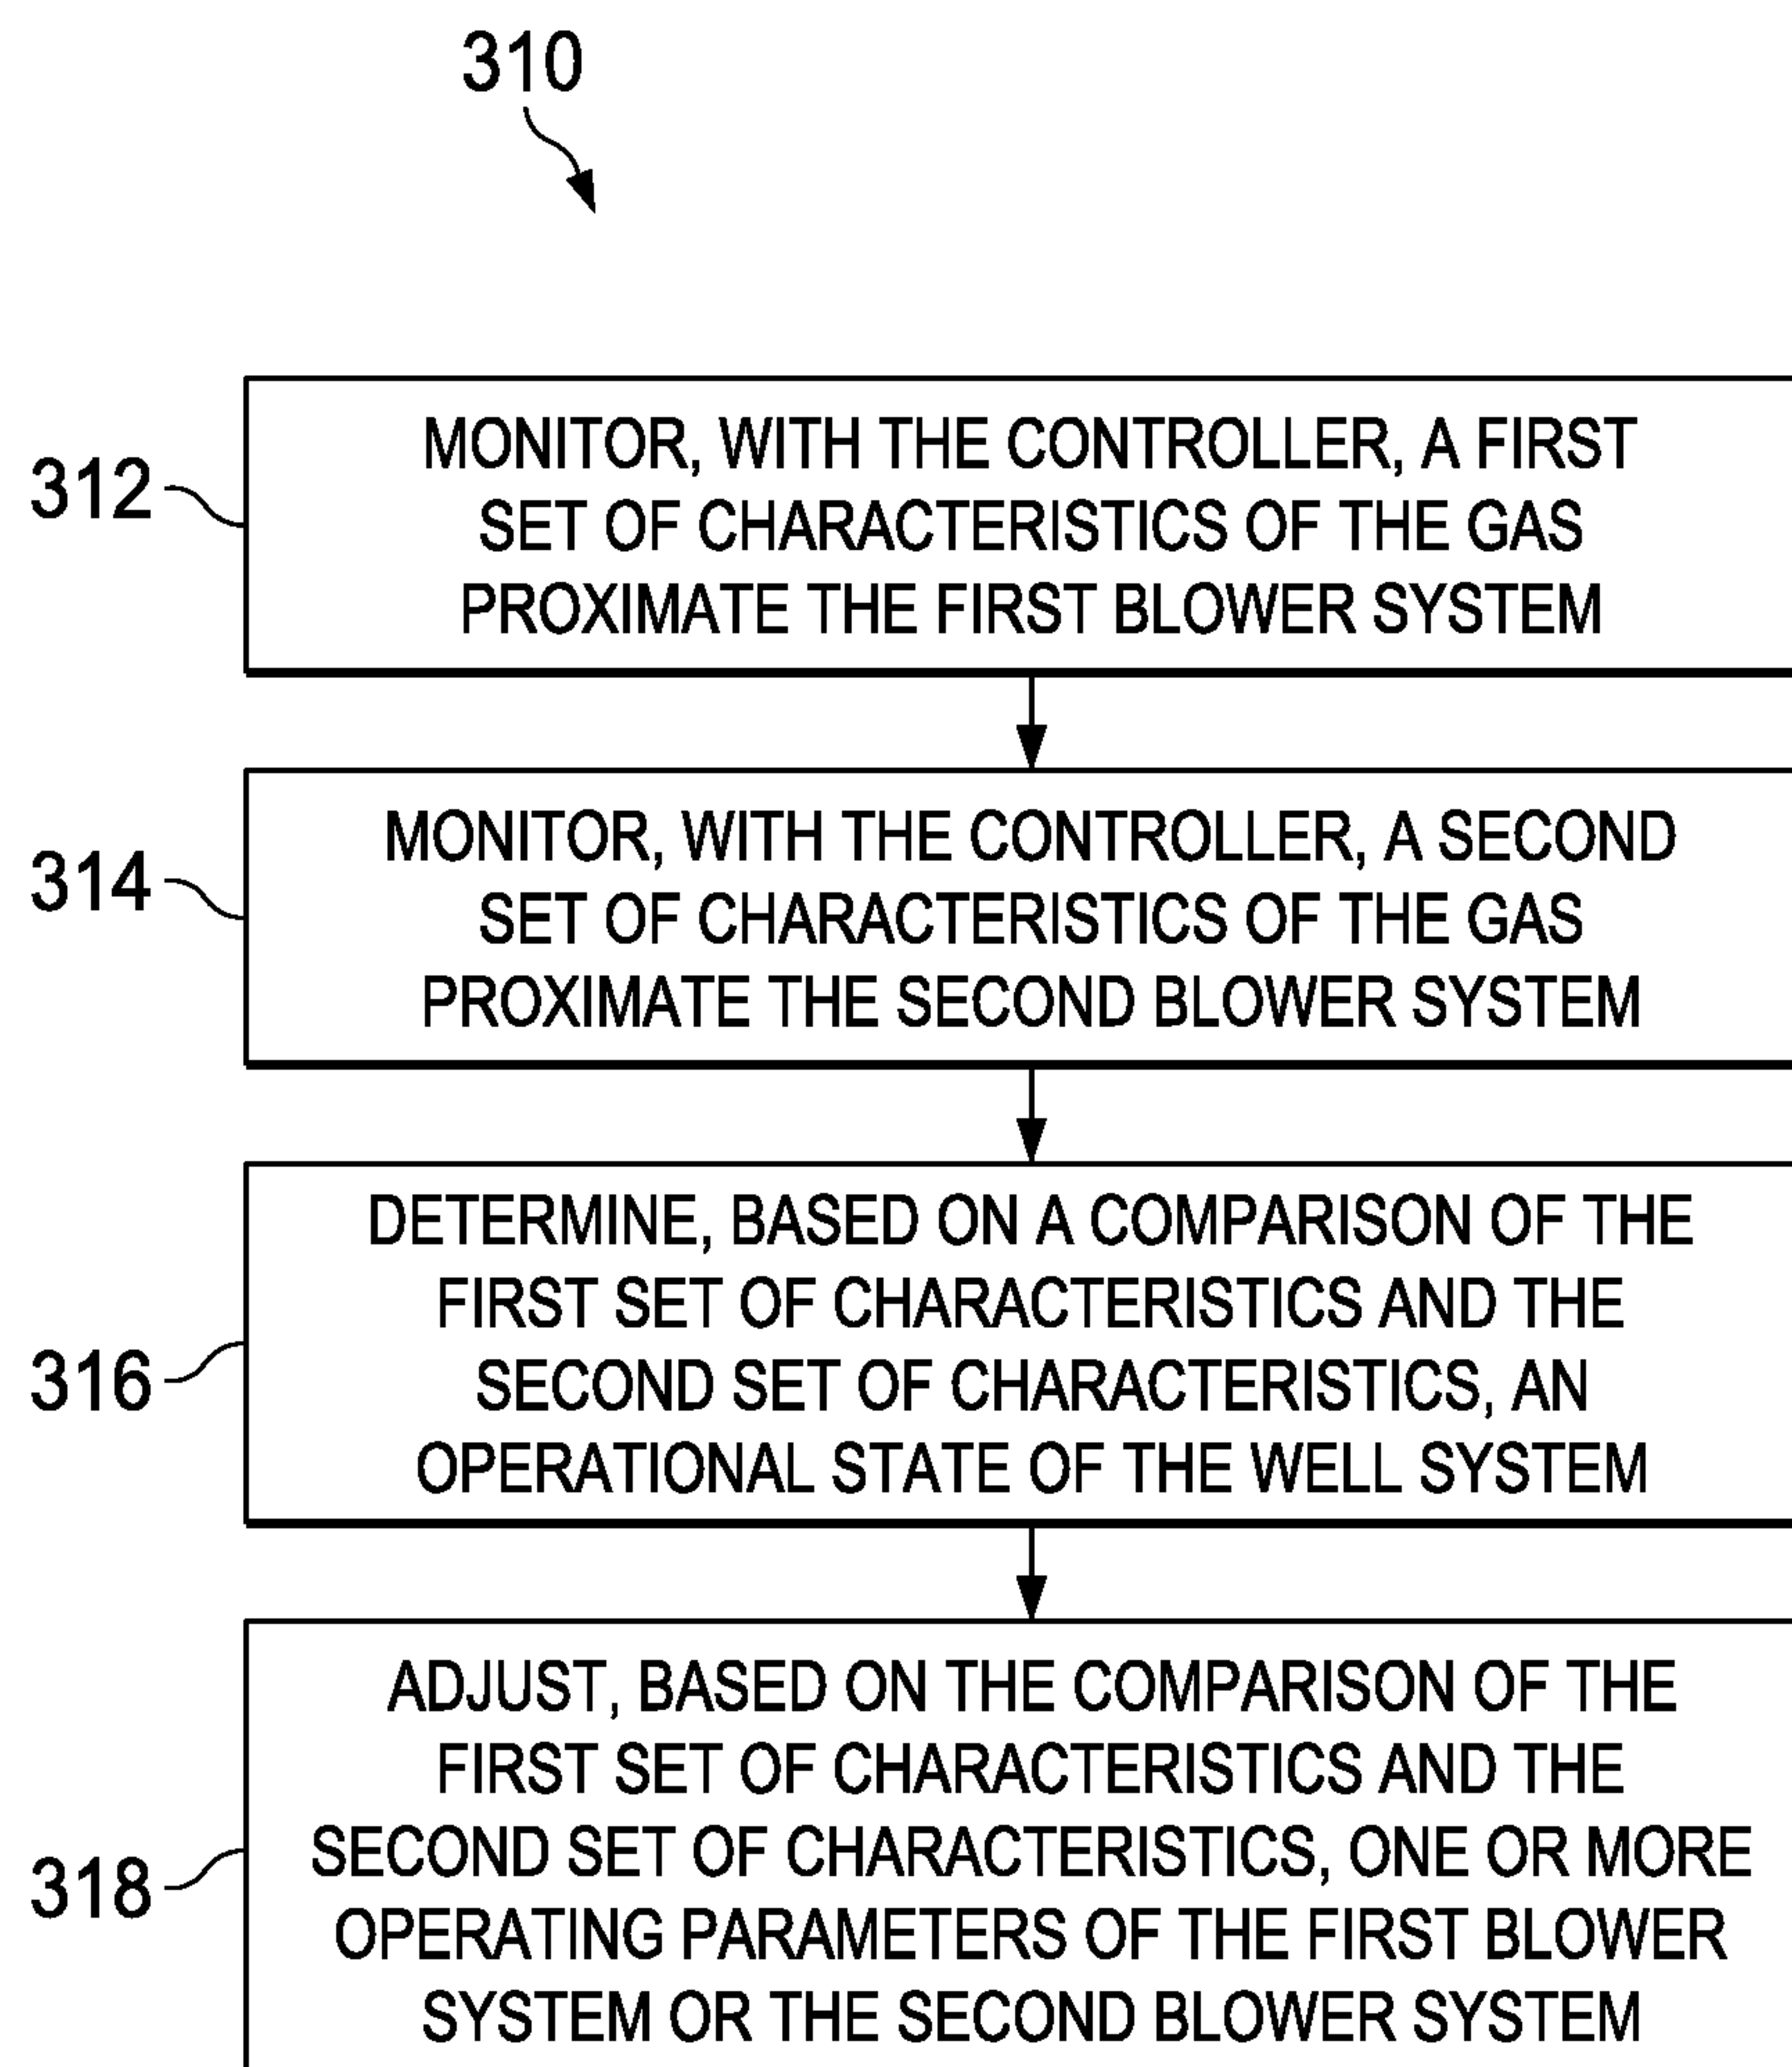 310
312
MONITOR, WITH THE CONTROLLER, A FIRST
SET OF CHARACTERISTICS OF THE GAS
PROXIMATE THE FIRST BLOWER SYSTEM
314
MONITOR, WITH THE CONTROLLER, A SECOND
SET OF CHARACTERISTICS OF THE GAS
PROXIMATE THE SECOND BLOWER SYSTEM
316
DETERMINE, BASED ON A COMPARISON OF THE
FIRST SET OF CHARACTERISTICS AND THE
SECOND SET OF CHARACTERISTICS, AN
OPERATIONAL STATE OF THE WELL SYSTEM
318
ADJUST, BASED ON THE COMPARISON OF THE
FIRST SET OF CHARACTERISTICS AND THE
SECOND SET OF CHARACTERISTICS, ONE OR MORE
OPERATING PARAMETERS OF THE FIRST BLOWER
SYSTEM OR THE SECOND BLOWER SYSTEM